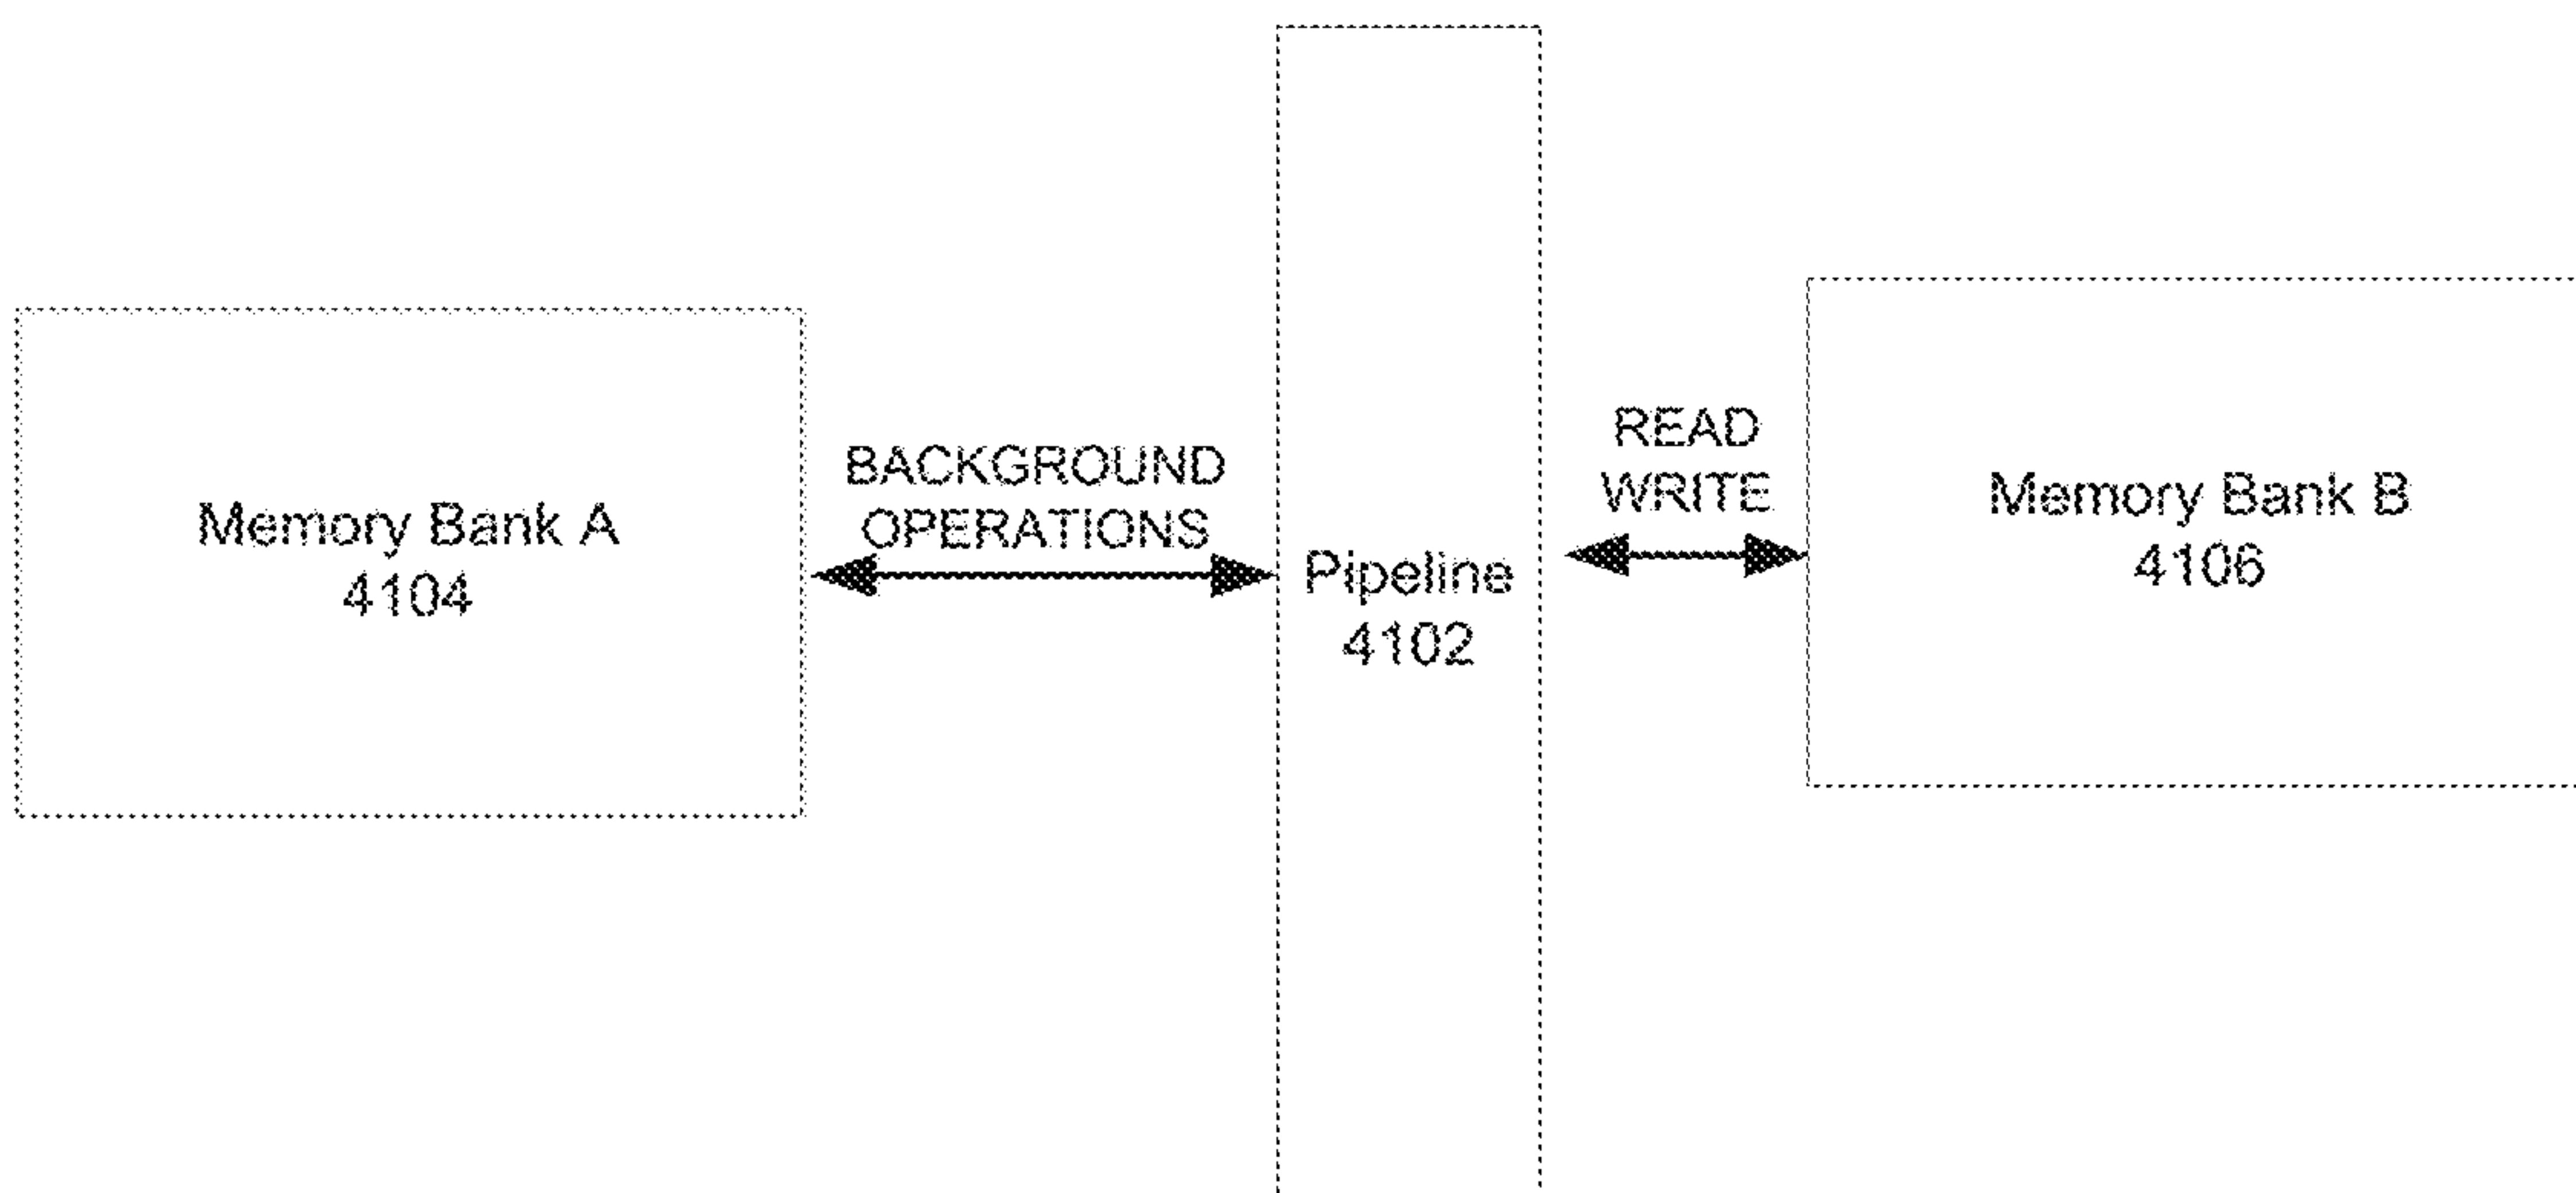 Memory Bank A
4104
BACKGROUND
OPERATIONS
Pipeline
4102
READ
WRITE
Memory Bank B
4106